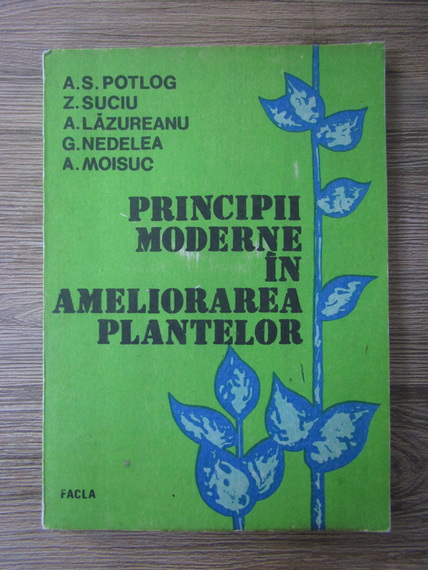 A.S. POTLOG
Z. SUCIU
A. LĂZUREANU
G. NEDELEA
A. MOISUC
PRINCIPII
MODERNE
ÎN
AMELIORAREA
PLANTELOR
FACLA